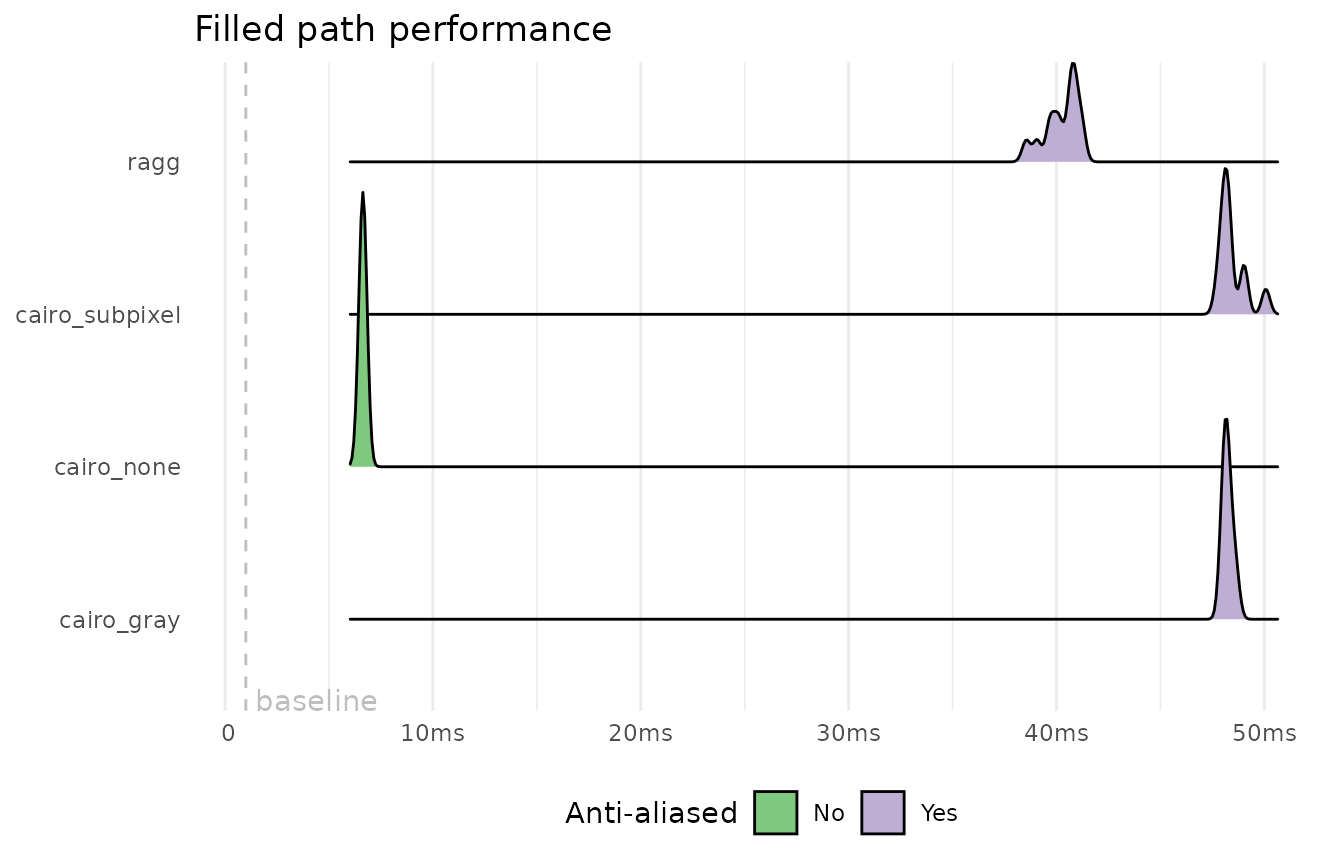 Filled path performance
ragg
cairo_subpixel
cairo_none
cairo_gray
baseline
0 10ms 20ms 30ms 40ms 50ms
Anti-aliased No Yes